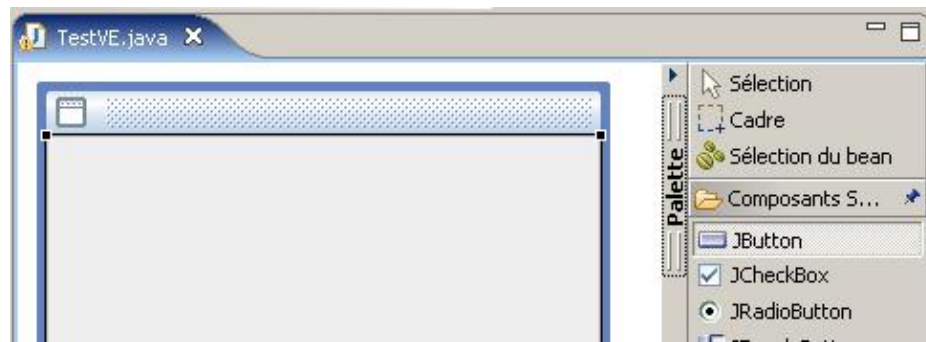 TestVE.java
Sélection
Cadre
Sélection du bean
Palette
Composants S...
JButton
JCheckBox
JRadioButton